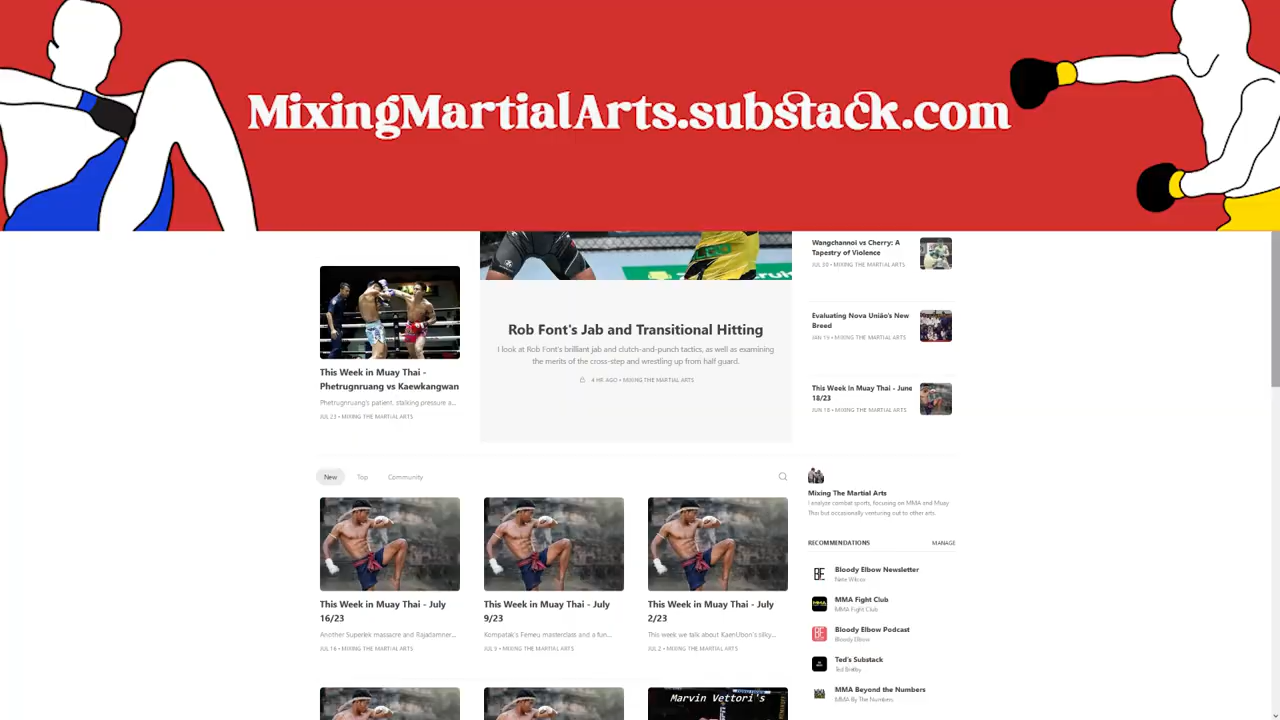 MixingMartialArts.substack.com
This Week in Muay Thai -
Phetrugnruang vs Kaewkangwan
Phetrugnruang's patient, stalking pressure a...
JUL 23 • MIXING THE MARTIAL ARTS
Rob Font's Jab and Transitional Hitting
I look at Rob Font's brilliant jab and clutch-and-punch tactics, as well as examining
the merits of the cross-step and wrestling up from half guard.
4 HR AGO • MIXING THE MARTIAL ARTS
Wangchannoi vs Cherry: A
Tapestry of Violence
JUL 30 • MIXING THE MARTIAL ARTS
Evaluating Nova União's New
Breed
JAN 19 • MIXING THE MARTIAL ARTS
This Week in Muay Thai - June
18/23
JUN 18 • MIXING THE MARTIAL ARTS
New Top Community
This Week in Muay Thai - July
16/23
Another Superlek massacre and Rajadamner...
JUL 16 • MIXING THE MARTIAL ARTS
This Week in Muay Thai - July
9/23
Kompatak's Femeu masterclass and a fun...
JUL 9 • MIXING THE MARTIAL ARTS
This Week in Muay Thai - July
2/23
This week we talk about KaenUbon's silky...
JUL 2 • MIXING THE MARTIAL ARTS
Marvin Vettori's
Mixing The Martial Arts
I analyze combat sports, focusing on MMA and Muay
Thai but occasionally venturing out to other arts.
RECOMMENDATIONS MANAGE
Bloody Elbow Newsletter
Nate Wilcox
MMA Fight Club
MMA Fight Club
Bloody Elbow Podcast
Bloody Elbow
Ted's Substack
MMA Beyond the Numbers
MMA By The Numbers